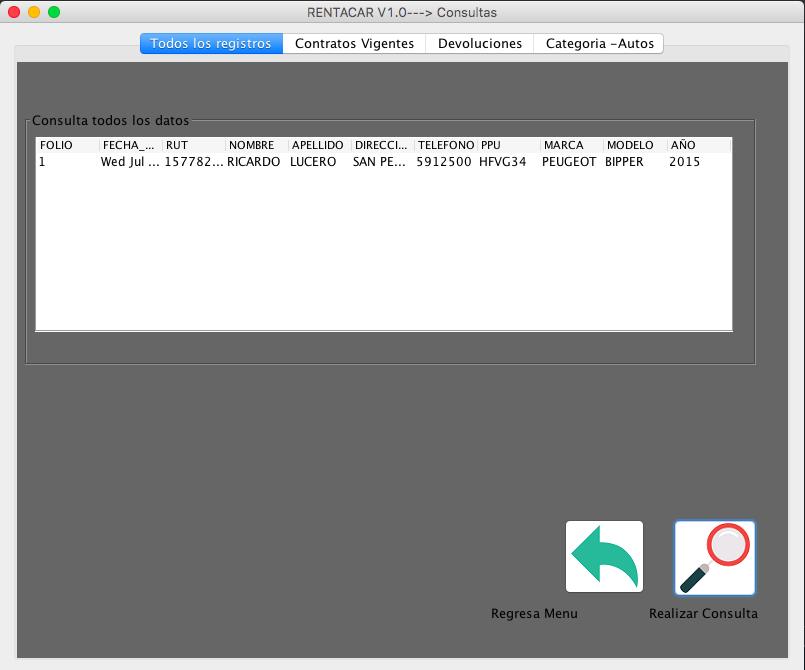 RENTACAR V1.0---> Consultas
Todos los registros Contratos Vigentes Devoluciones Categoria -Autos
Consulta todos los datos
FOLIO FECHA_... RUT NOMBRE APELLIDO DIRECCI... TELEFONO PPU MARCA MODELO AÑO
1 Wed Jul ... 157782... RICARDO LUCERO SAN PE... 5912500 HFVG34 PEUGEOT BIPPER 2015
Regresa Menu Realizar Consulta